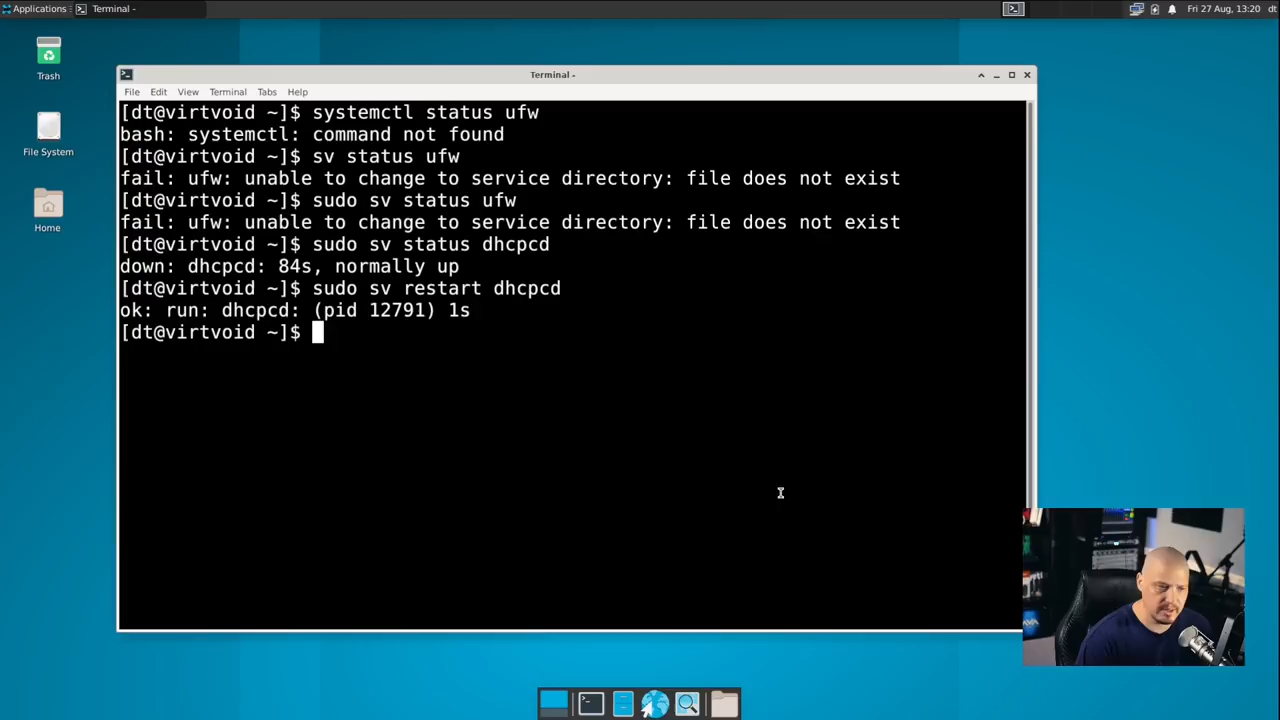 Applications
Terminal -
Fri 27 Aug, 13:20
dt
Trash
File System
Home
Terminal -
File Edit View Terminal Tabs Help
[dt@virtvoid ~]$ systemctl status ufw
bash: systemctl: command not found
[dt@virtvoid ~]$ sv status ufw
fail: ufw: unable to change to service directory: file does not exist
[dt@virtvoid ~]$ sudo sv status ufw
fail: ufw: unable to change to service directory: file does not exist
[dt@virtvoid ~]$ sudo sv status dhcpcd
down: dhcpcd: 84s, normally up
[dt@virtvoid ~]$ sudo sv restart dhcpcd
ok: run: dhcpcd: (pid 12791) 1s
[dt@virtvoid ~]$